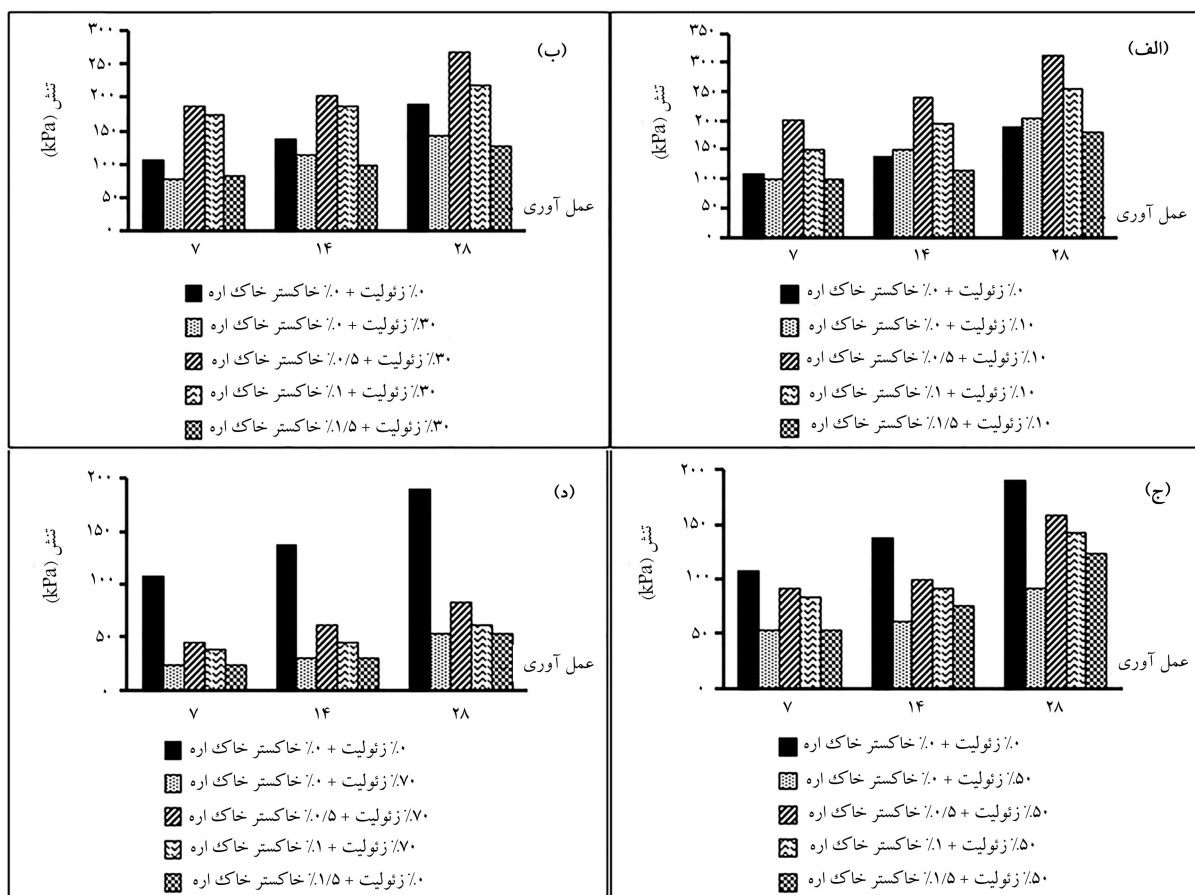 (الف)
تنش (kPa)
۳۵۰
۳۰۰
۲۵۰
۲۰۰
۱۵۰
۱۰۰
۵۰
۰
عمل آوری
۷ ۱۴ ۲۸
۰٪ زئولیت + ۰٪ خاکستر خاک اره
۱۰٪ زئولیت + ۰٪ خاکستر خاک اره
۱۰٪ زئولیت + ۰/۵٪ خاکستر خاک اره
۱۰٪ زئولیت + ۱٪ خاکستر خاک اره
۱۰٪ زئولیت + ۱/۵٪ خاکستر خاک اره
(ب)
تنش (kPa)
۳۰۰
۲۵۰
۲۰۰
۱۵۰
۱۰۰
۵۰
۰
عمل آوری
۷ ۱۴ ۲۸
۰٪ زئولیت + ۰٪ خاکستر خاک اره
۳۰٪ زئولیت + ۰٪ خاکستر خاک اره
۳۰٪ زئولیت + ۰/۵٪ خاکستر خاک اره
۳۰٪ زئولیت + ۱٪ خاکستر خاک اره
۳۰٪ زئولیت + ۱/۵٪ خاکستر خاک اره
(ج)
تنش (kPa)
۲۰۰
۱۵۰
۱۰۰
۵۰
۰
عمل آوری
۷ ۱۴ ۲۸
۰٪ زئولیت + ۰٪ خاکستر خاک اره
۵۰٪ زئولیت + ۰٪ خاکستر خاک اره
۵۰٪ زئولیت + ۰/۵٪ خاکستر خاک اره
۵۰٪ زئولیت + ۱٪ خاکستر خاک اره
۵۰٪ زئولیت + ۱/۵٪ خاکستر خاک اره
(د)
تنش (kPa)
۲۰۰
۱۵۰
۱۰۰
۵۰
۰
عمل آوری
۷ ۱۴ ۲۸
۰٪ زئولیت + ۰٪ خاکستر خاک اره
۷۰٪ زئولیت + ۰٪ خاکستر خاک اره
۷۰٪ زئولیت + ۰/۵٪ خاکستر خاک اره
۷۰٪ زئولیت + ۱٪ خاکستر خاک اره
۰٪ زئولیت + ۱/۵٪ خاکستر خاک اره